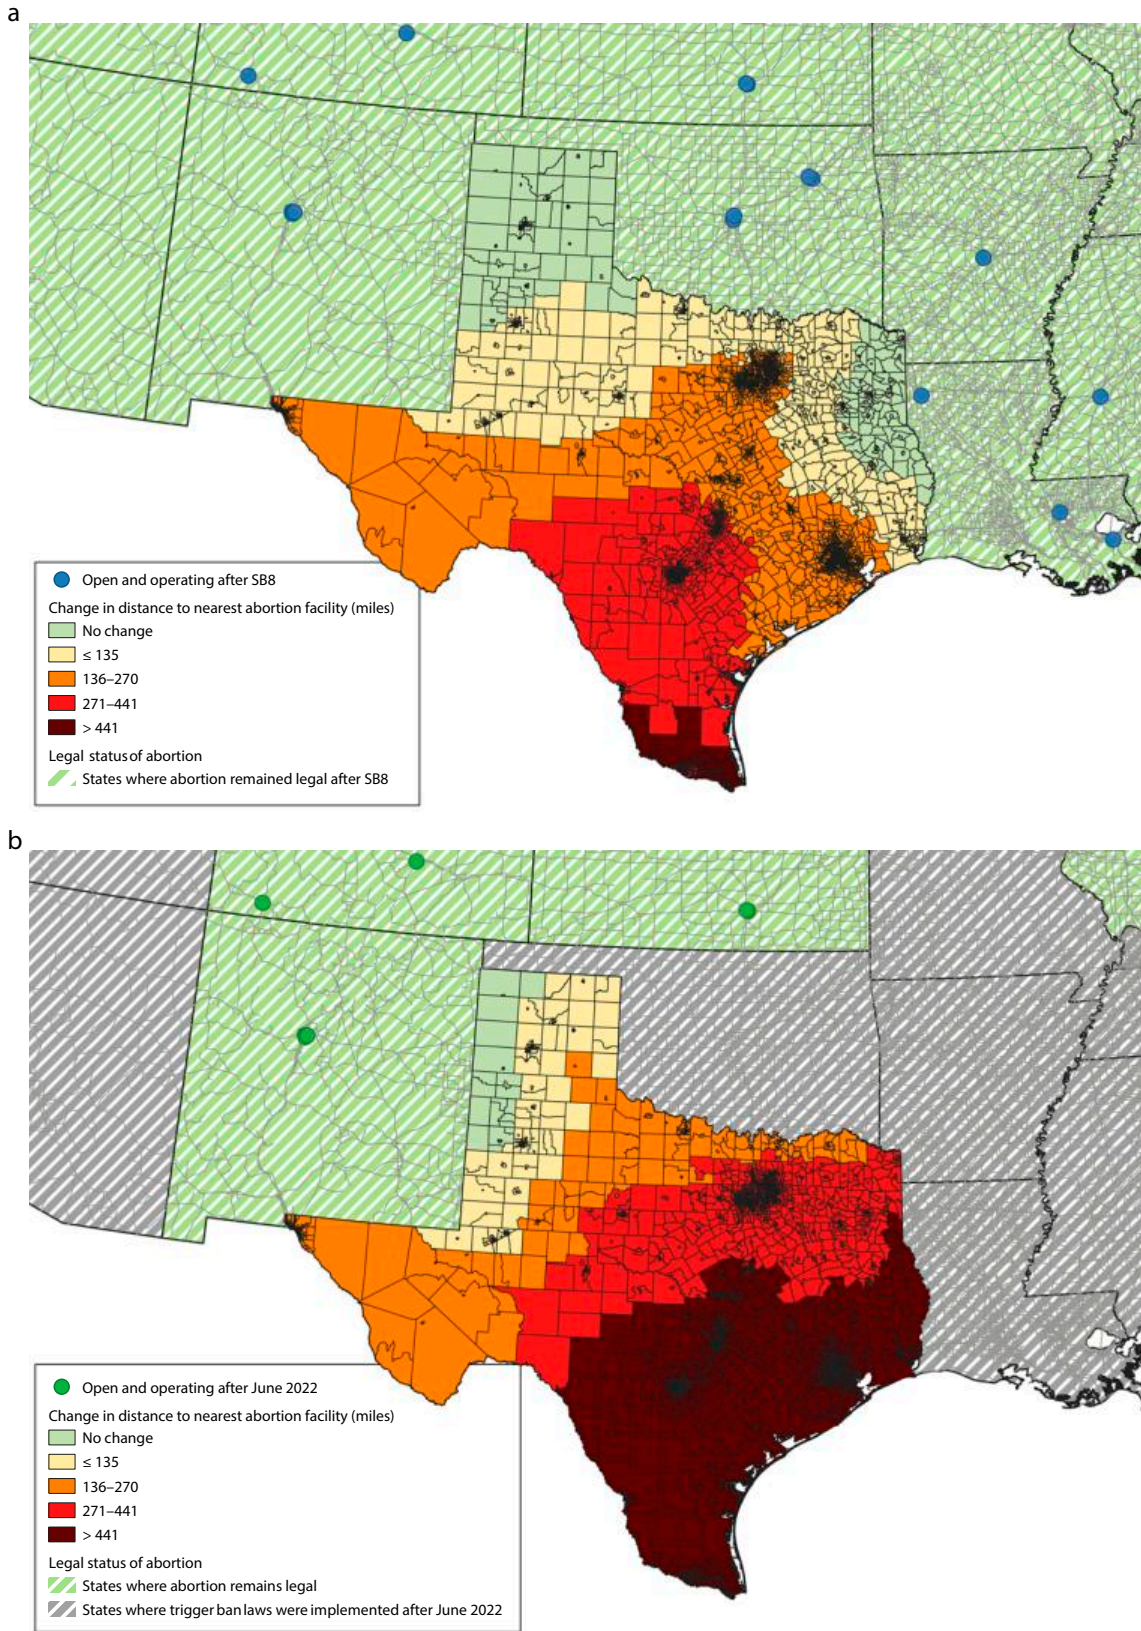 a
Open and operating after SB8
Change in distance to nearest abortion facility (miles)
No change
≤ 135
136–270
271–441
> 441
Legal status of abortion
States where abortion remained legal after SB8
b
Open and operating after June 2022
Change in distance to nearest abortion facility (miles)
No change
≤ 135
136–270
271–441
> 441
Legal status of abortion
States where abortion remains legal
States where trigger ban laws were implemented after June 2022